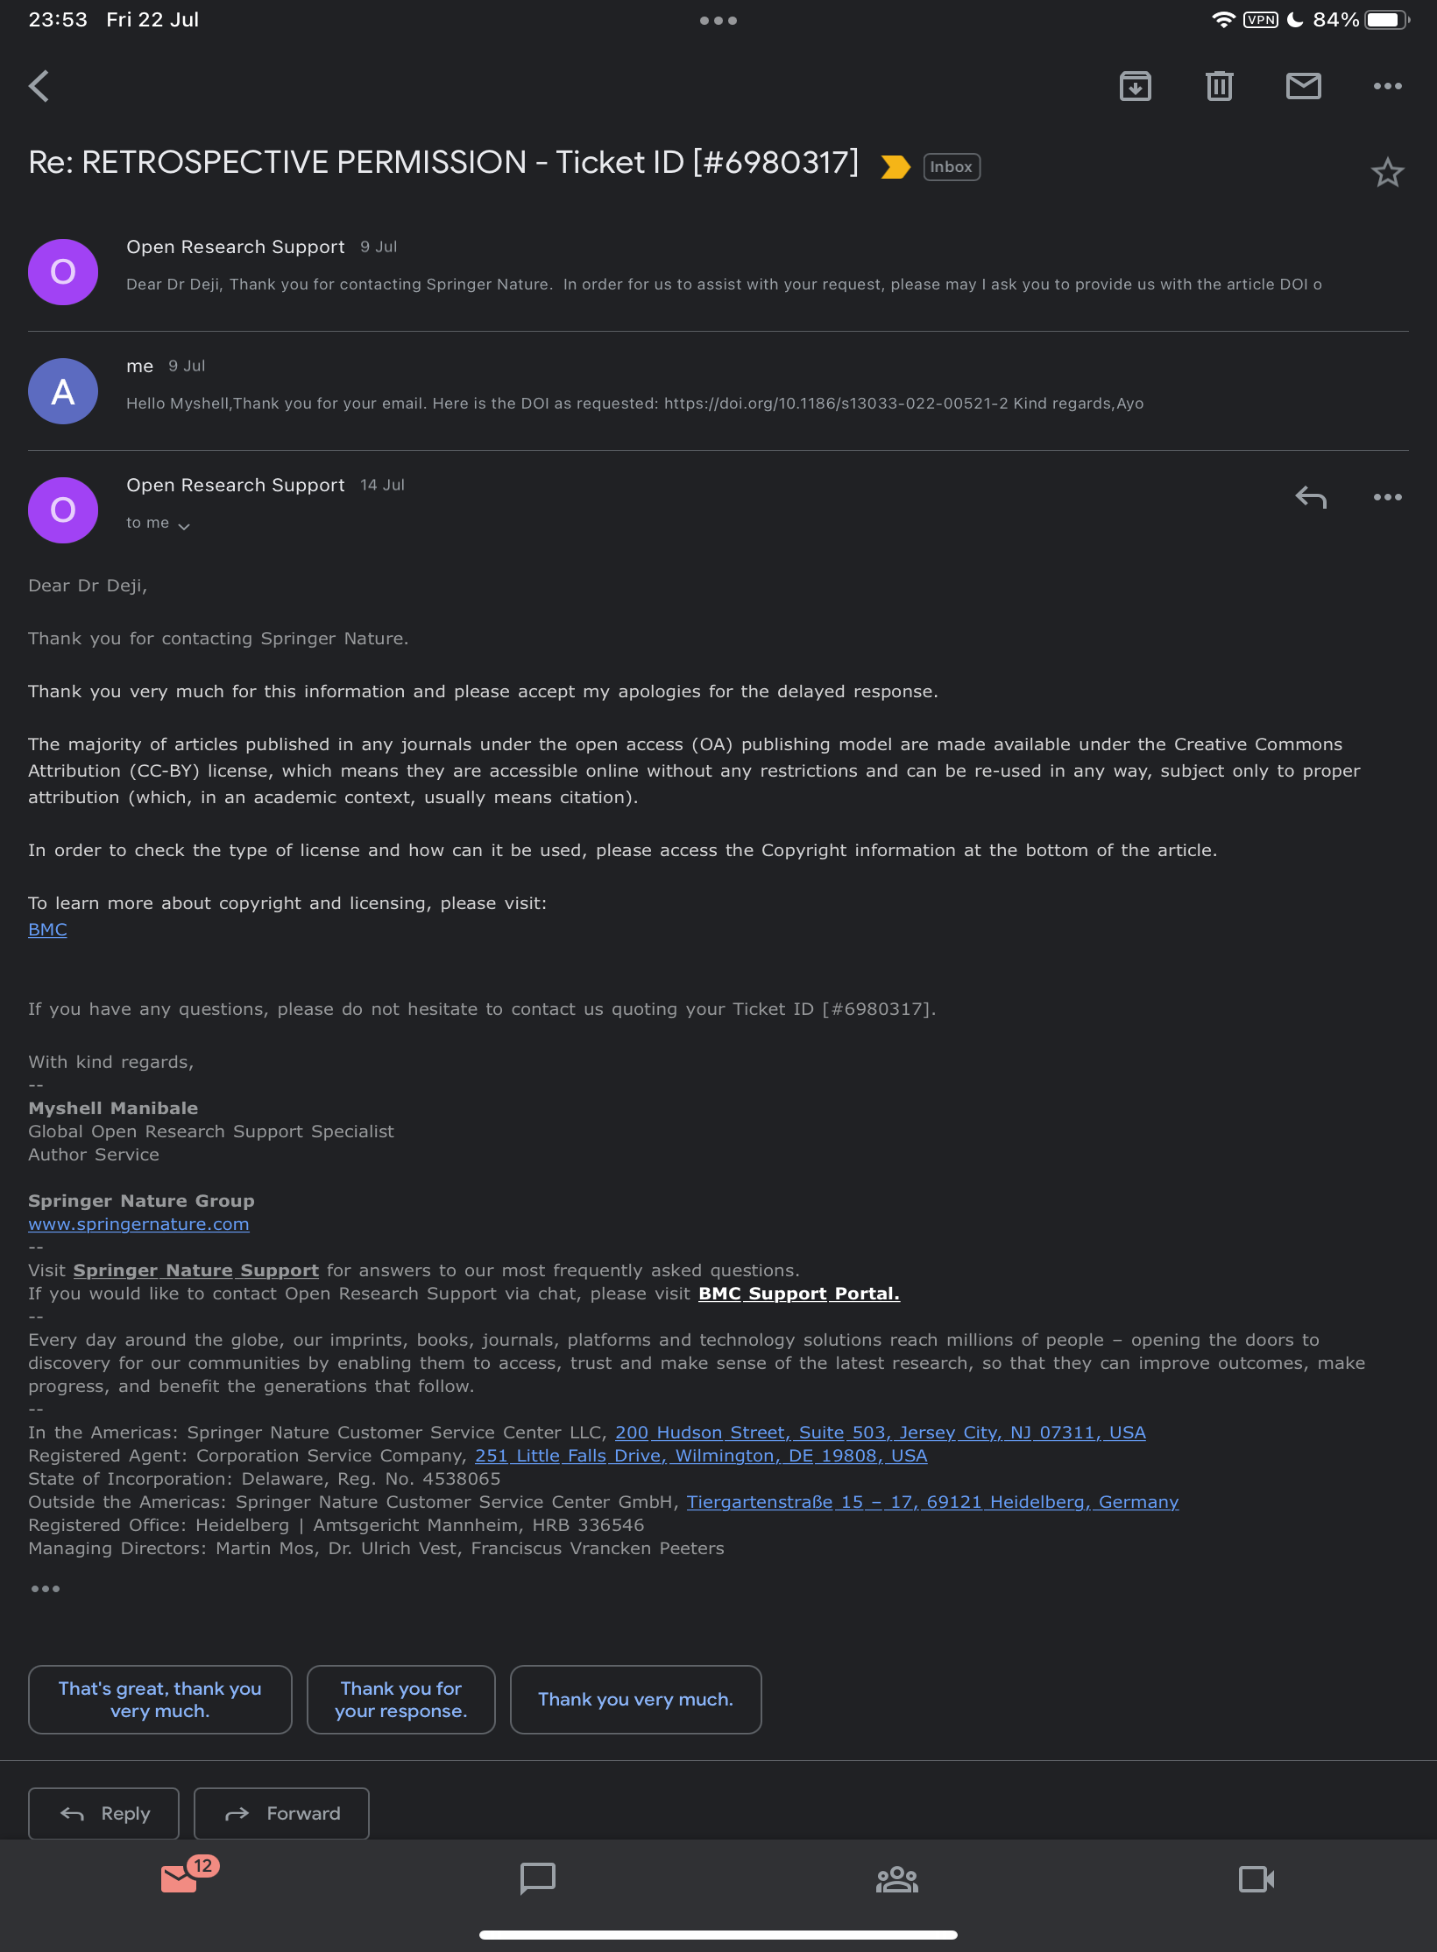 23:53 Fri 22 Jul
VPN 84%
Re: RETROSPECTIVE PERMISSION - Ticket ID [#6980317] Inbox
O
Open Research Support 9 Jul
Dear Dr Deji, Thank you for contacting Springer Nature.  In order for us to assist with your request, please may I ask you to provide us with the article DOI o
A
me 9 Jul
Hello Myshell,Thank you for your email. Here is the DOI as requested: https://doi.org/10.1186/s13033-022-00521-2 Kind regards,Ayo
O
Open Research Support 14 Jul
to me
Dear Dr Deji,
Thank you for contacting Springer Nature.
Thank you very much for this information and please accept my apologies for the delayed response.
The majority of articles published in any journals under the open access (OA) publishing model are made available under the Creative Commons
Attribution (CC-BY) license, which means they are accessible online without any restrictions and can be re-used in any way, subject only to proper
attribution (which, in an academic context, usually means citation).
In order to check the type of license and how can it be used, please access the Copyright information at the bottom of the article.
To learn more about copyright and licensing, please visit:
BMC
If you have any questions, please do not hesitate to contact us quoting your Ticket ID [#6980317].
With kind regards,
--
Myshell Manibale
Global Open Research Support Specialist
Author Service
Springer Nature Group
www.springernature.com
--
Visit Springer Nature Support for answers to our most frequently asked questions.
If you would like to contact Open Research Support via chat, please visit BMC Support Portal.
--
Every day around the globe, our imprints, books, journals, platforms and technology solutions reach millions of people – opening the doors to
discovery for our communities by enabling them to access, trust and make sense of the latest research, so that they can improve outcomes, make
progress, and benefit the generations that follow.
--
In the Americas: Springer Nature Customer Service Center LLC, 200 Hudson Street, Suite 503, Jersey City, NJ 07311, USA
Registered Agent: Corporation Service Company, 251 Little Falls Drive, Wilmington, DE 19808, USA
State of Incorporation: Delaware, Reg. No. 4538065
Outside the Americas: Springer Nature Customer Service Center GmbH, Tiergartenstraße 15 – 17, 69121 Heidelberg, Germany
Registered Office: Heidelberg | Amtsgericht Mannheim, HRB 336546
Managing Directors: Martin Mos, Dr. Ulrich Vest, Franciscus Vrancken Peeters
That's great, thank you
very much.
Thank you for
your response.
Thank you very much.
Reply
Forward
12